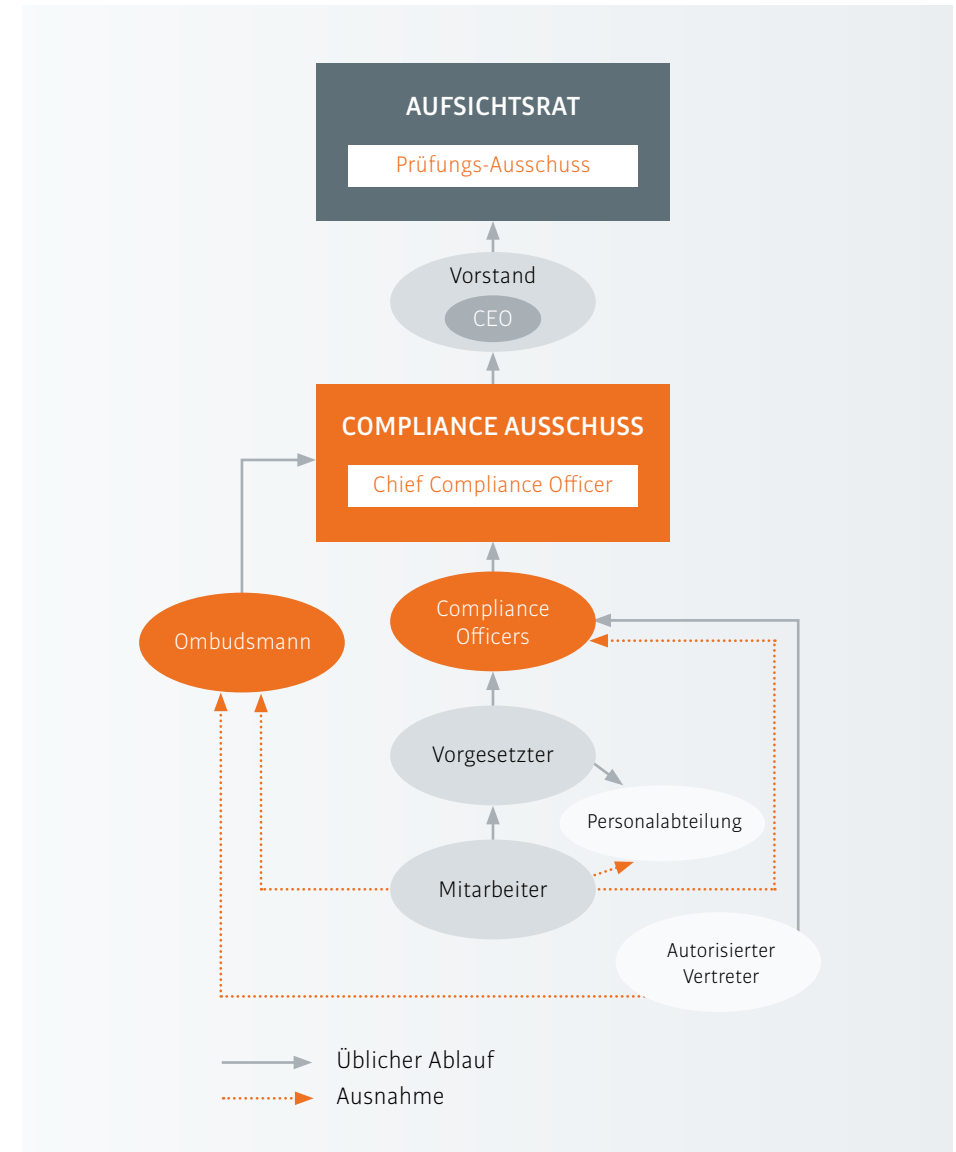 AUFSICHTSRAT
Prüfungs-Ausschuss
Vorstand
CEO
COMPLIANCE AUSSCHUSS
Chief Compliance Officer
Compliance
Officers
Ombudsmann
Vorgesetzter
Personalabteilung
Mitarbeiter
Autorisierter
Vertreter
Üblicher Ablauf
Ausnahme